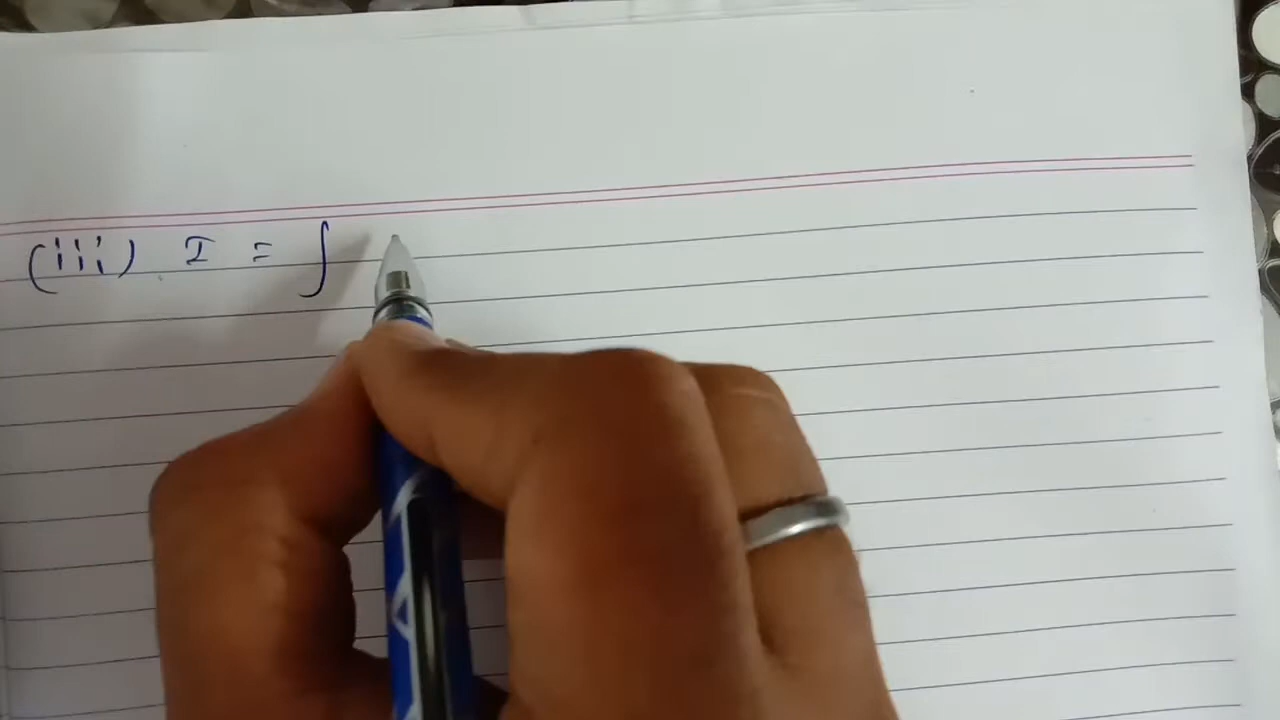 (iii) I = ∫